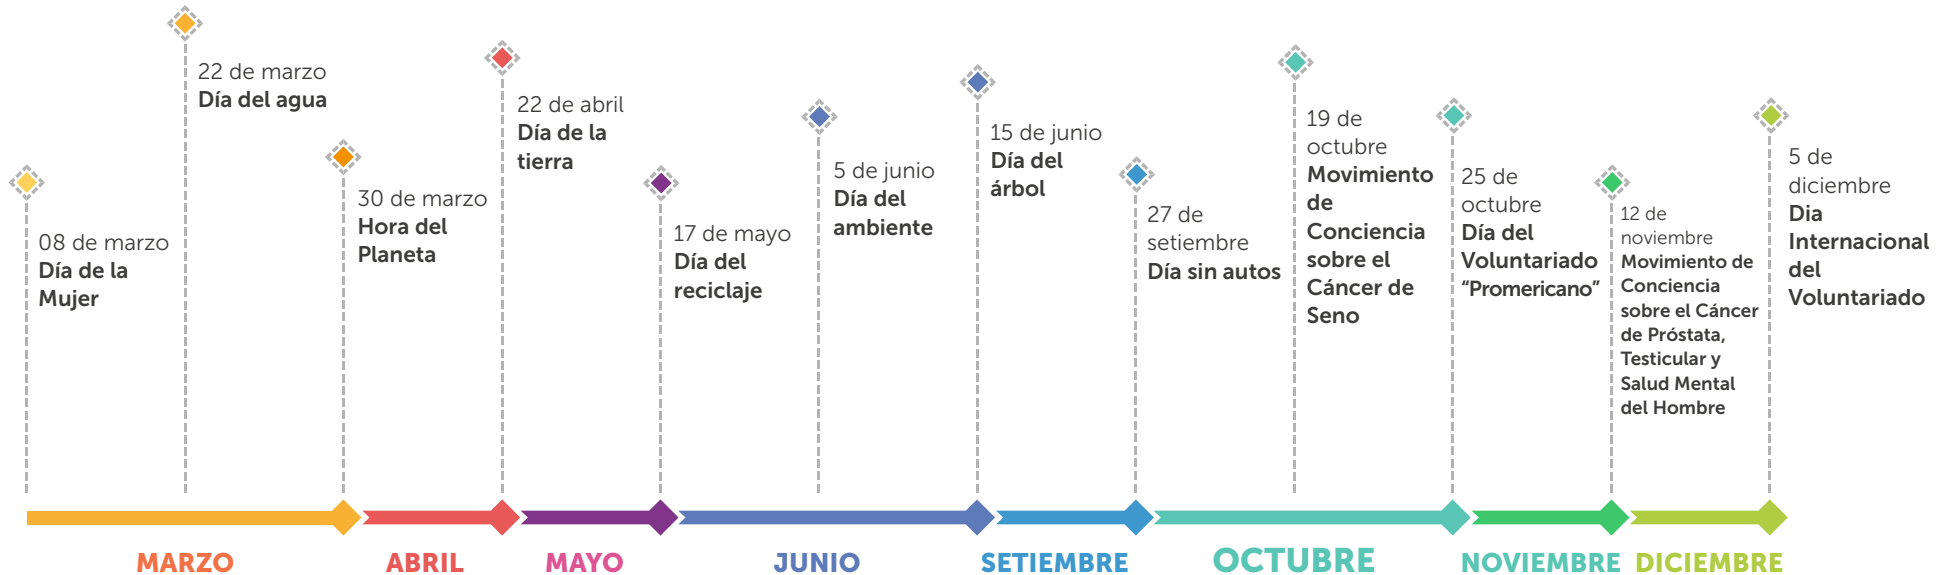 08 de marzo
Día de la
Mujer
22 de marzo
Día del agua
30 de marzo
Hora del
Planeta
22 de abril
Día de la
tierra
17 de mayo
Día del
reciclaje
5 de junio
Día del
ambiente
15 de junio
Día del
árbol
27 de
setiembre
Día sin autos
19 de
octubre
Movimiento
de
Conciencia
sobre el
Cáncer de
Seno
25 de
octubre
Día del
Voluntariado
“Promericano”
12 de
noviembre
Movimiento de
Conciencia
sobre el Cáncer
de Próstata,
Testicular y
Salud Mental
del Hombre
5 de
diciembre
Dia
Internacional
del
Voluntariado
MARZO
ABRIL
MAYO
JUNIO
SETIEMBRE
OCTUBRE
NOVIEMBRE
DICIEMBRE